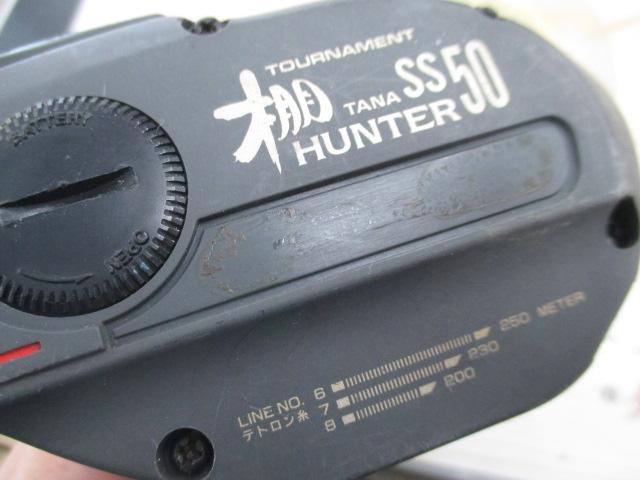 TOURNAMENT
棚 TANA SS50
HUNTER
BATTERY
OPEN
LINE NO. 6 250 METER
テトロン糸 7 230
8 200